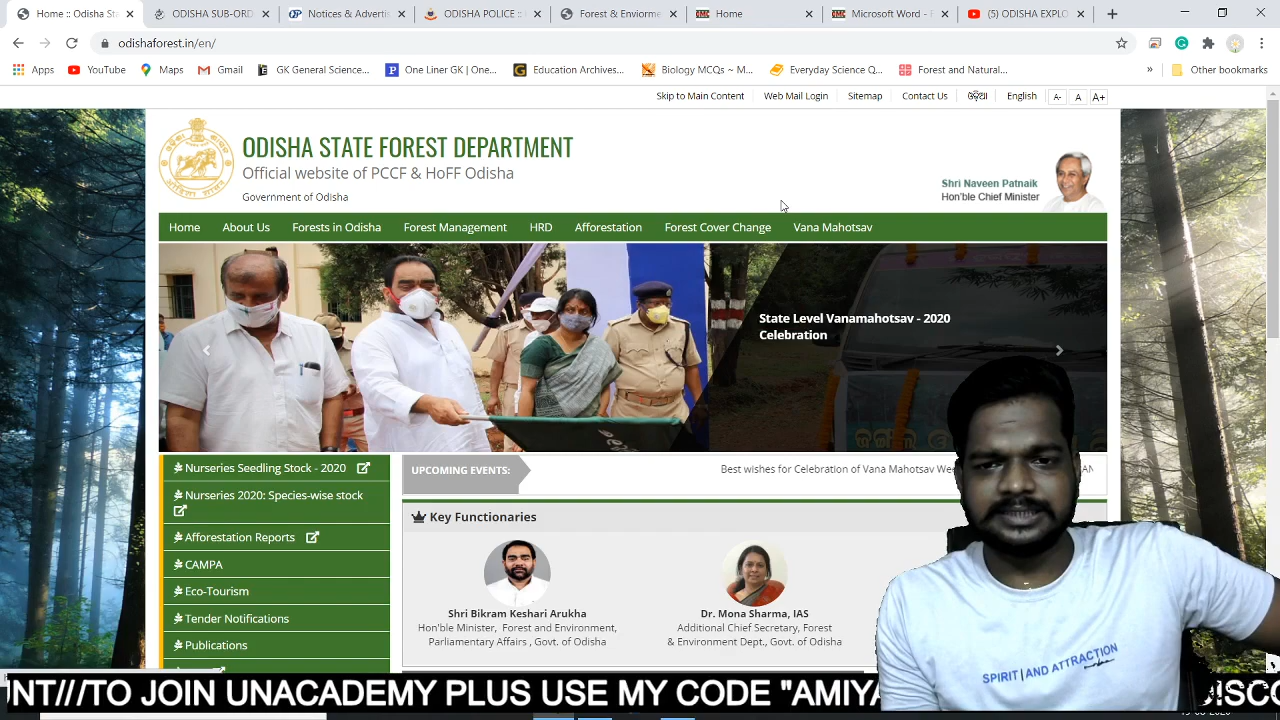 Home : Odisha Sta
ODISHA SUB-ORD
Notices & Advertis
ODISHA POLICE ::
Forest & Enviorme
Home
Microsoft Word -
(5) ODISHA EXPLO
odishaforest.in/en/
Apps
YouTube
Maps
Gmail
GK General Science...
One Liner GK | One...
Education Archives...
Biology MCQs ~ M...
Everyday Science Q...
Forest and Natural...
»
Other bookmarks
Skip to Main Content
Web Mail Login
Sitemap
Contact Us
ଓଡ଼ିଆ
English
A-
A
A+
ODISHA STATE FOREST DEPARTMENT
Official website of PCCF & HoFF Odisha
Government of Odisha
Shri Naveen Patnaik
Hon'ble Chief Minister
Home
About Us
Forests in Odisha
Forest Management
HRD
Afforestation
Forest Cover Change
Vana Mahotsav
State Level Vanamahotsav - 2020
Celebration
Nurseries Seedling Stock - 2020
Nurseries 2020: Species-wise stock
Afforestation Reports
CAMPA
Eco-Tourism
Tender Notifications
Publications
UPCOMING EVENTS:
Best wishes for Celebration of Vana Mahotsav
Key Functionaries
Shri Bikram Keshari Arukha
Hon'ble Minister, Forest and Environment,
Parliamentary Affairs , Govt. of Odisha
Dr. Mona Sharma, IAS
Additional Chief Secretary, Forest
& Environment Dept., Govt. of Odisha
SPIRIT AND ATTRACTION
NT///TO JOIN UNACADEMY PLUS USE MY CODE "AMIYA